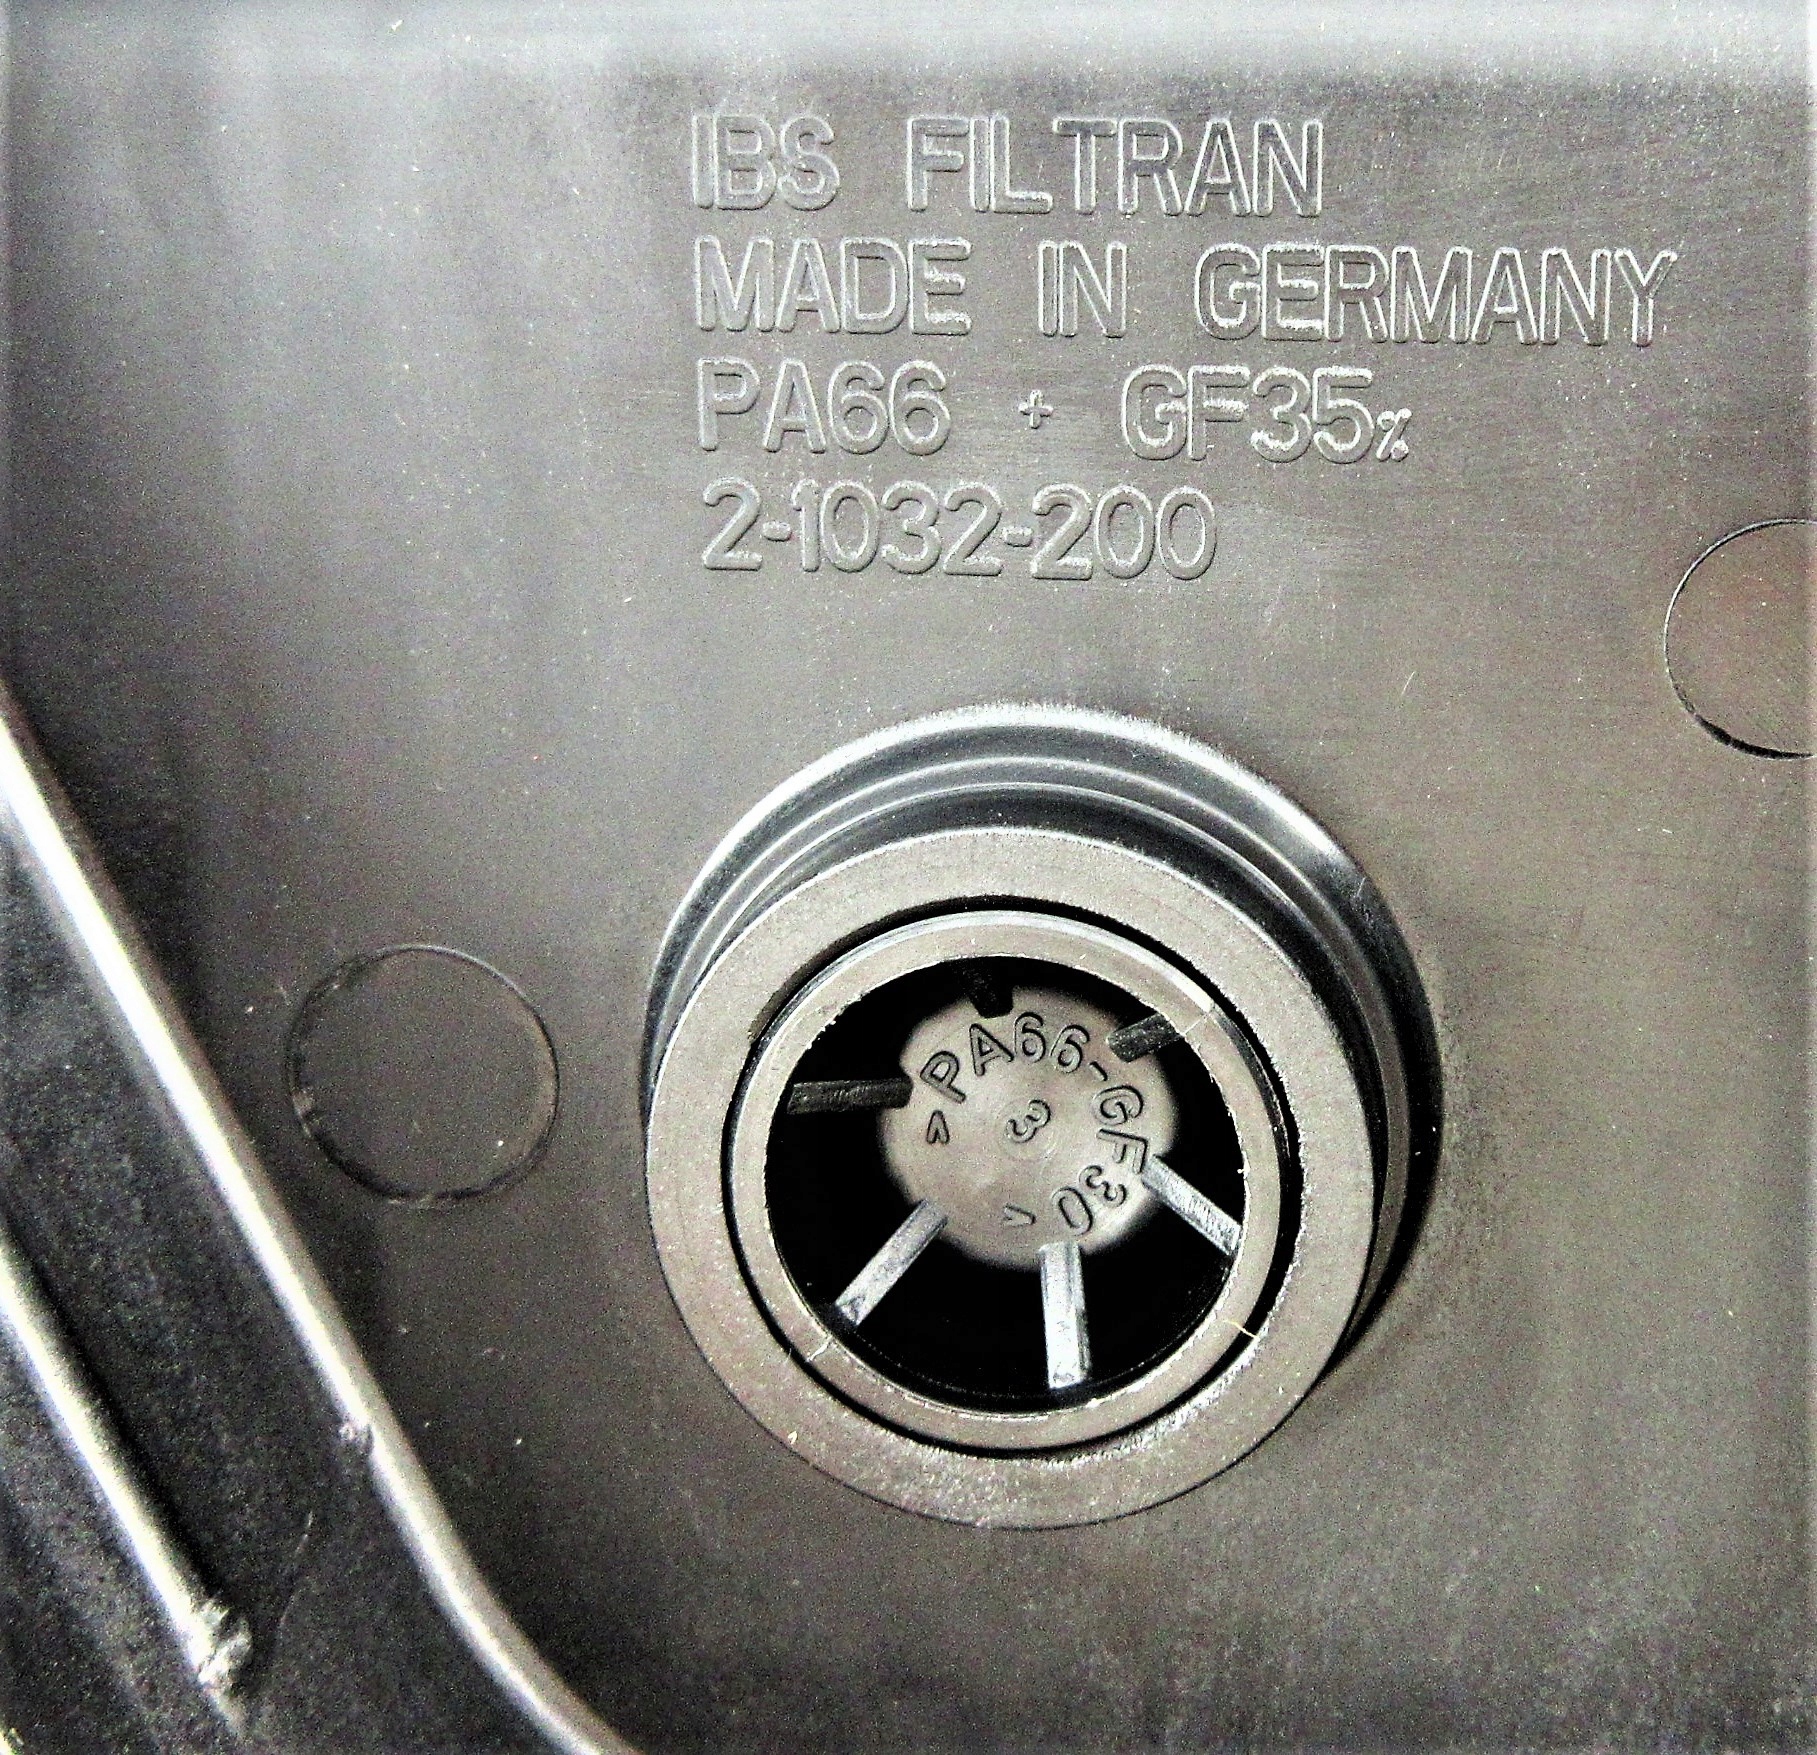 IBS FILTRAN
MADE IN GERMANY
PA66 + GF35%
2-1032-200
>PA66-GF30<
3